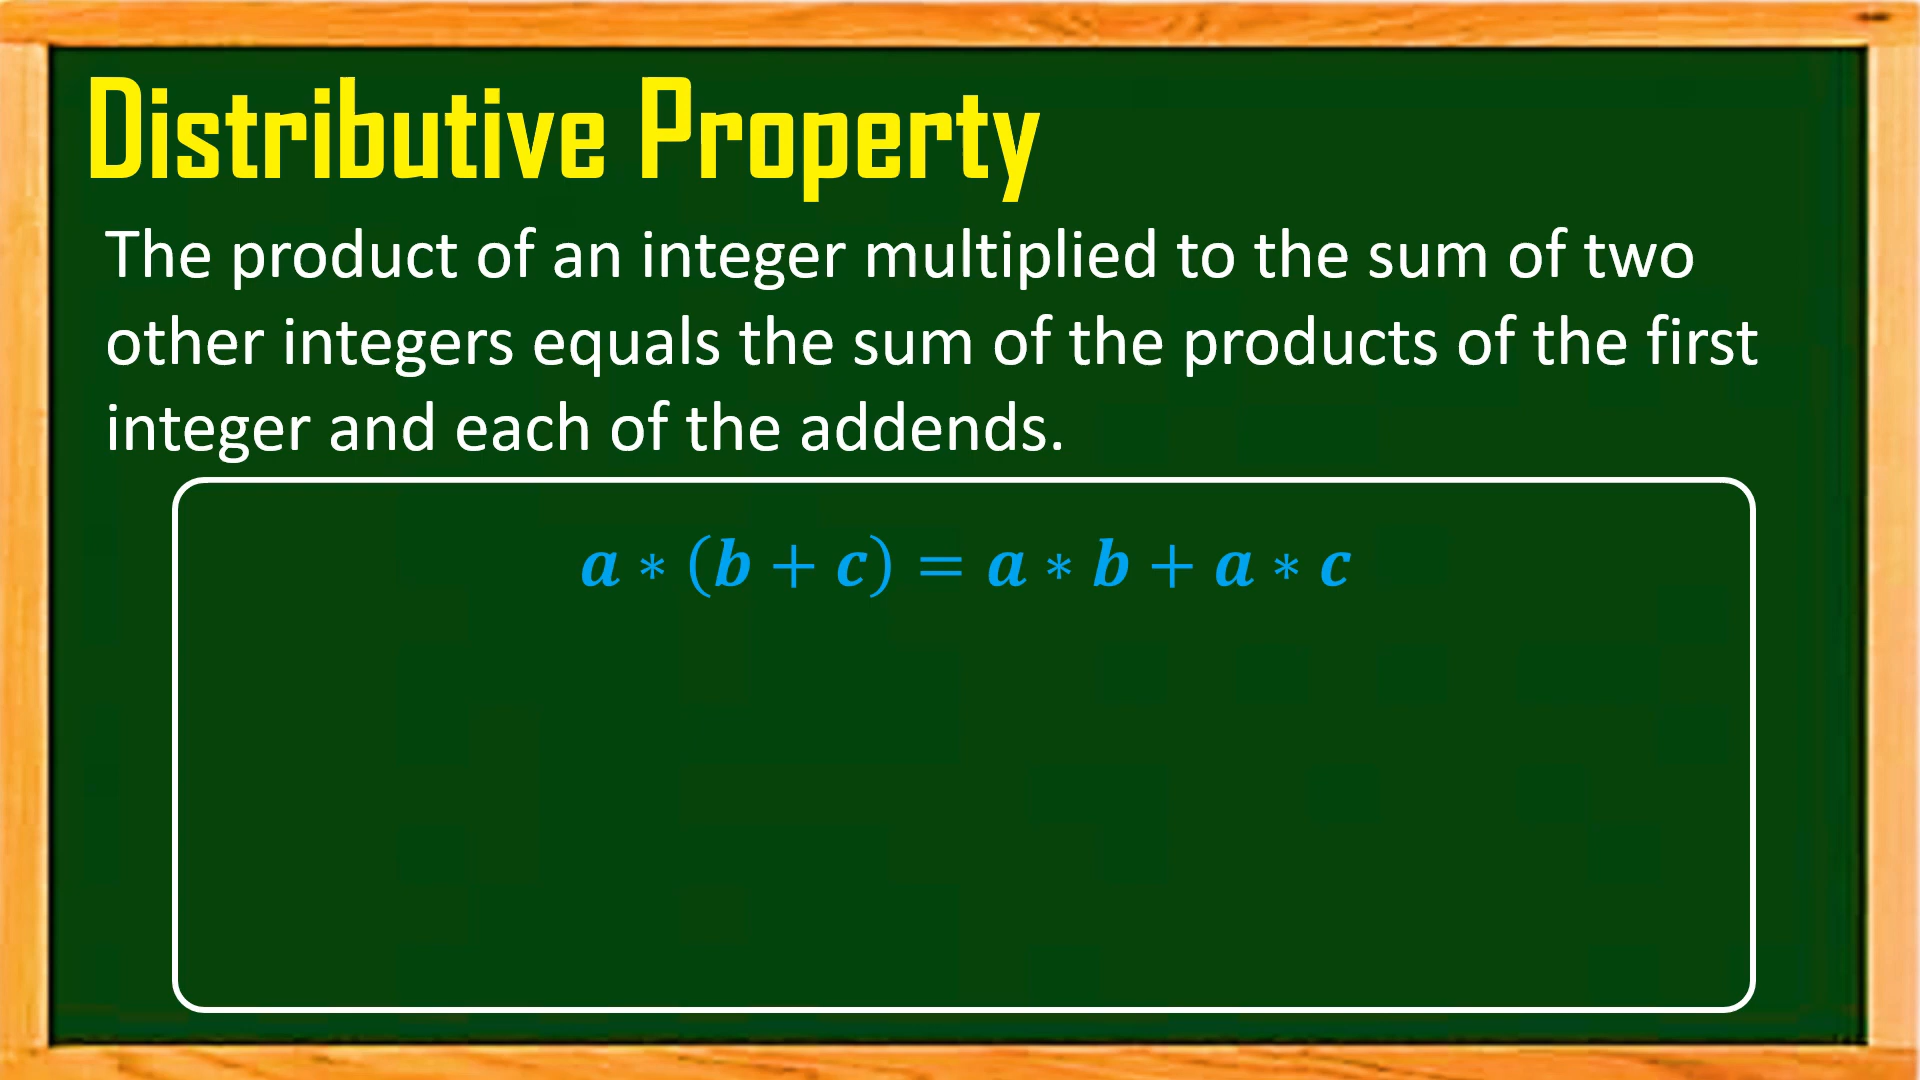 Distributive Property
The product of an integer multiplied to the sum of two
other integers equals the sum of the products of the first
integer and each of the addends.
a ∗ (b + c) = a ∗ b + a ∗ c